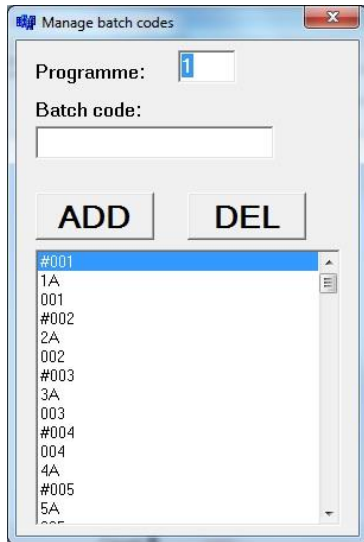 Manage batch codes
Programme: 1
Batch code:
ADD DEL
#001
1A
001
#002
2A
002
#003
3A
003
#004
004
4A
#005
5A